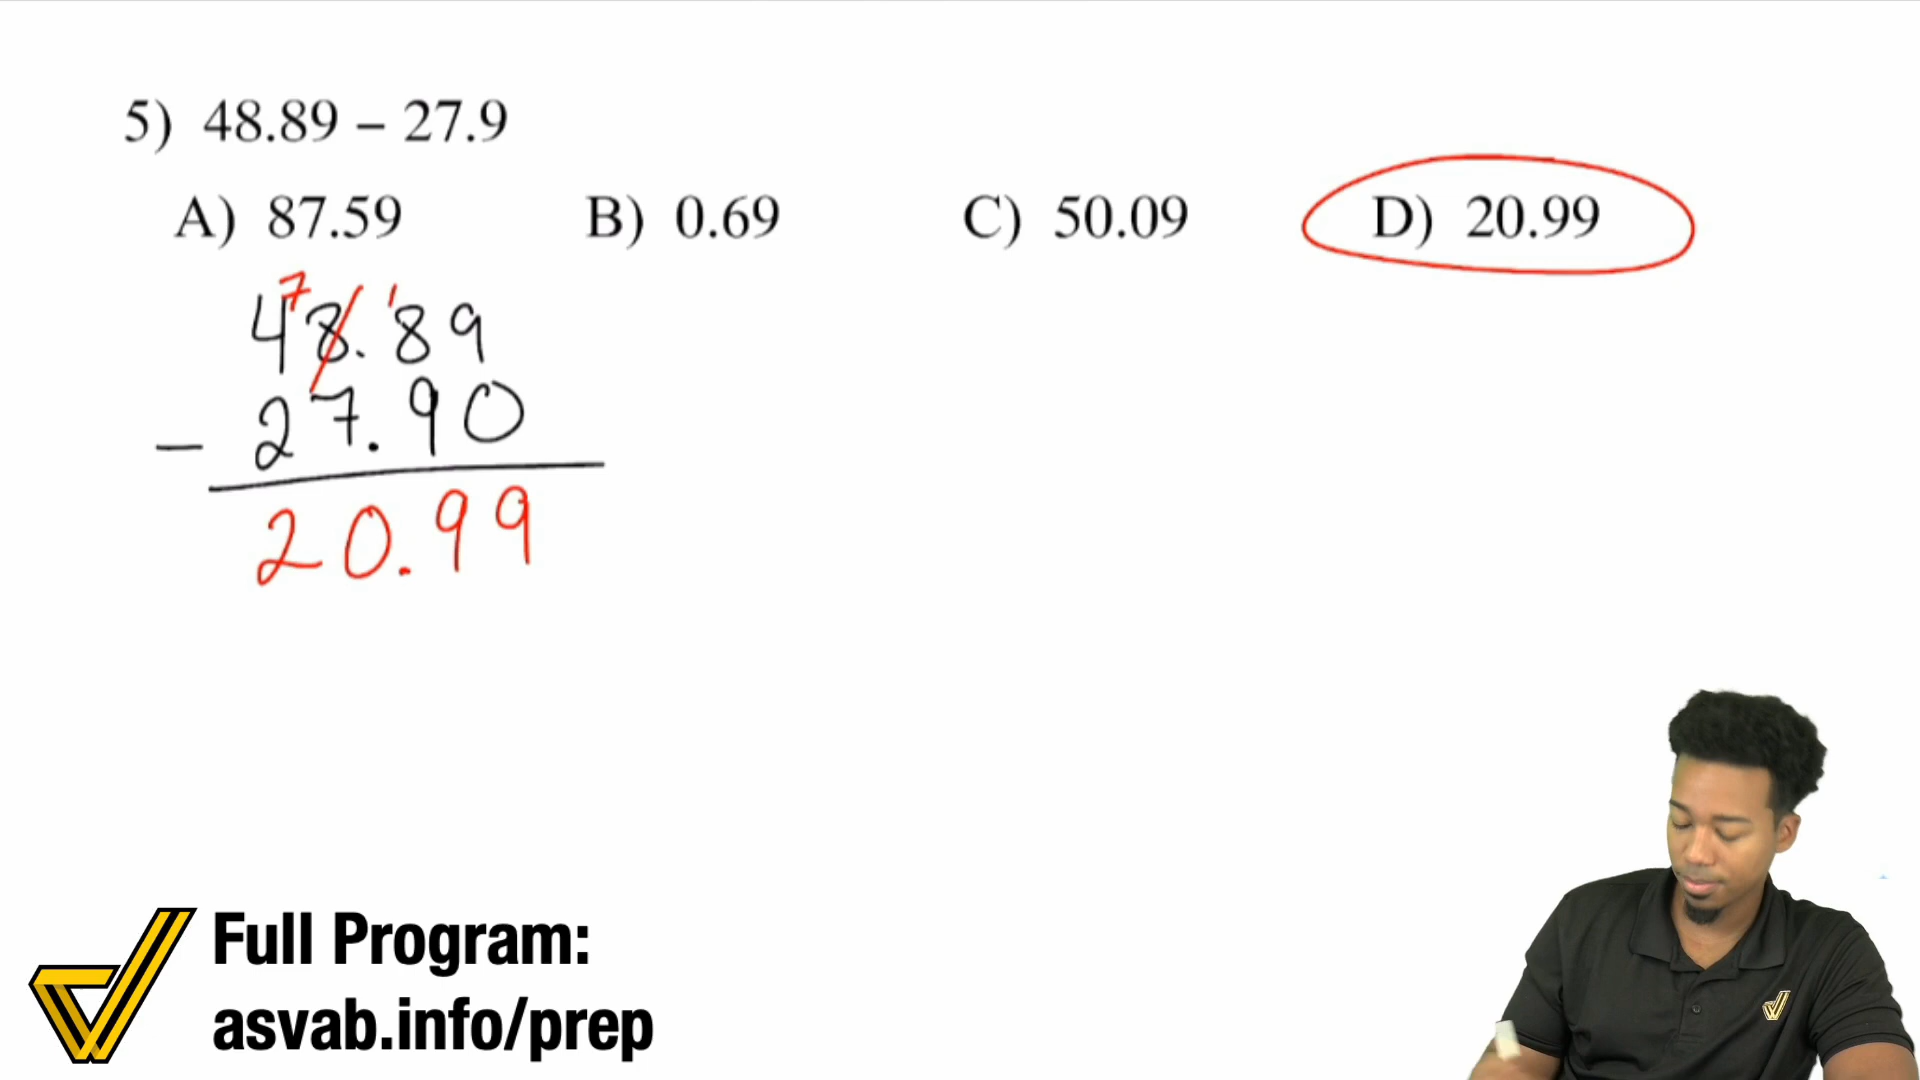 5) 48.89 – 27.9
A) 87.59 B) 0.69 C) 50.09 D) 20.99
7 1
48.89
- 27.90
20.99
Full Program:
asvab.info/prep